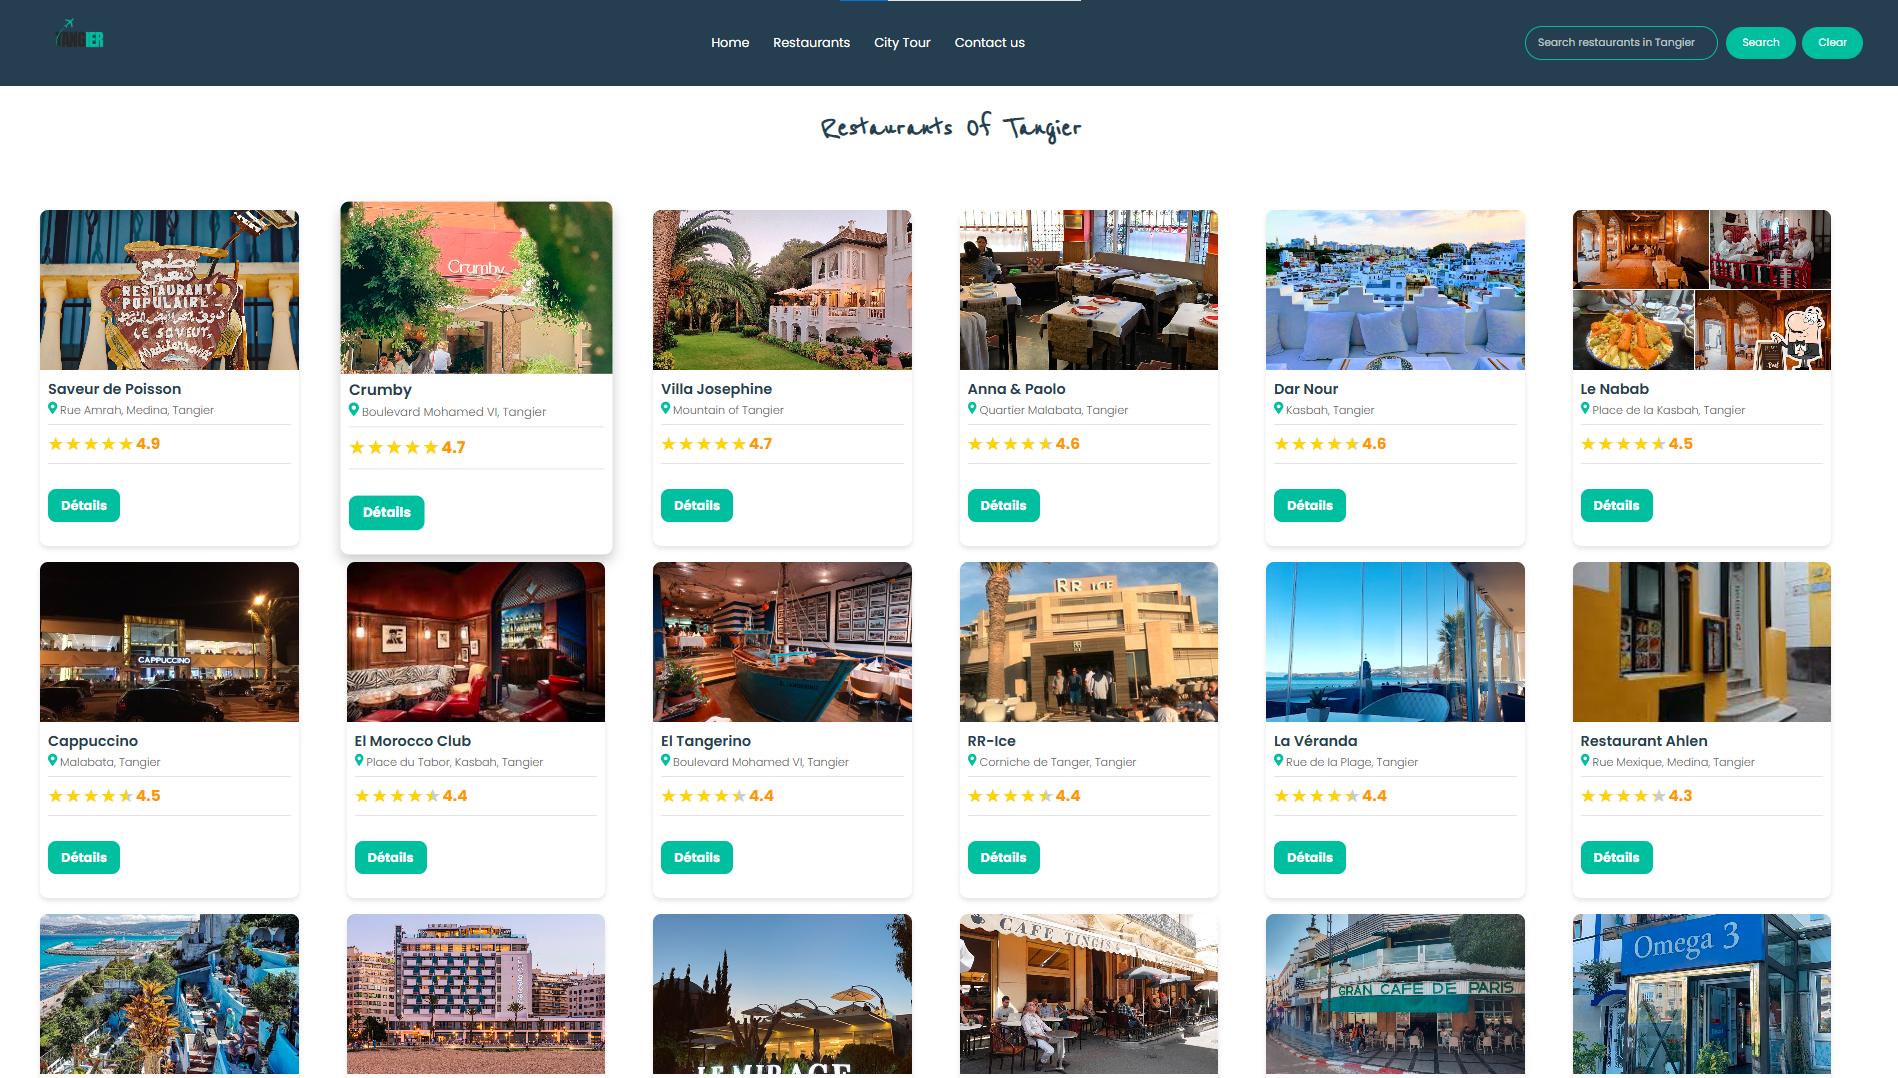 TANGIER
Home
Restaurants
City Tour
Contact us
Search restaurants in Tangier
Search
Clear
Restaurants Of Tangier
مطعم
شعبي
RESTAURANT
POPULAIRE
LE SAVEUR
Mediterranée
Crumby
Saveur de Poisson
Rue Amrah, Medina, Tangier
4.9
Détails
Crumby
Boulevard Mohamed VI, Tangier
4.7
Détails
Villa Josephine
Mountain of Tangier
4.7
Détails
Anna & Paolo
Quartier Malabata, Tangier
4.6
Détails
Dar Nour
Kasbah, Tangier
4.6
Détails
Le Nabab
Place de la Kasbah, Tangier
4.5
Détails
CAPPUCCINO
RR ICE
Cappuccino
Malabata, Tangier
4.5
Détails
El Morocco Club
Place du Tabor, Kasbah, Tangier
4.4
Détails
El Tangerino
Boulevard Mohamed VI, Tangier
4.4
Détails
RR-Ice
Corniche de Tanger, Tangier
4.4
Détails
La Véranda
Rue de la Plage, Tangier
4.4
Détails
Restaurant Ahlen
Rue Mexique, Medina, Tangier
4.3
Détails
LE MIRAGE
CAFE TINGIS
GRAN CAFE DE PARIS
Omega 3